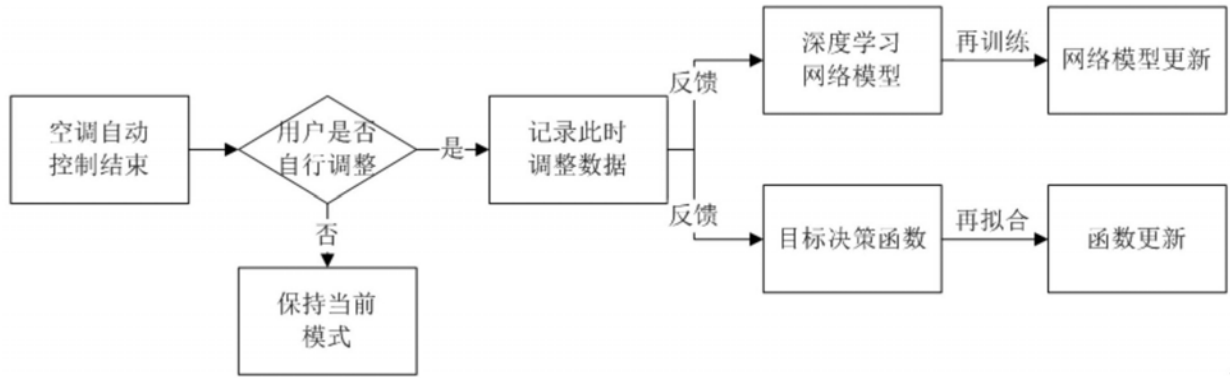 空调自动
控制结束
用户是否
自行调整
是
否
保持当前
模式
记录此时
调整数据
反馈
深度学习
网络模型
再训练
网络模型更新
反馈
目标决策函数
再拟合
函数更新